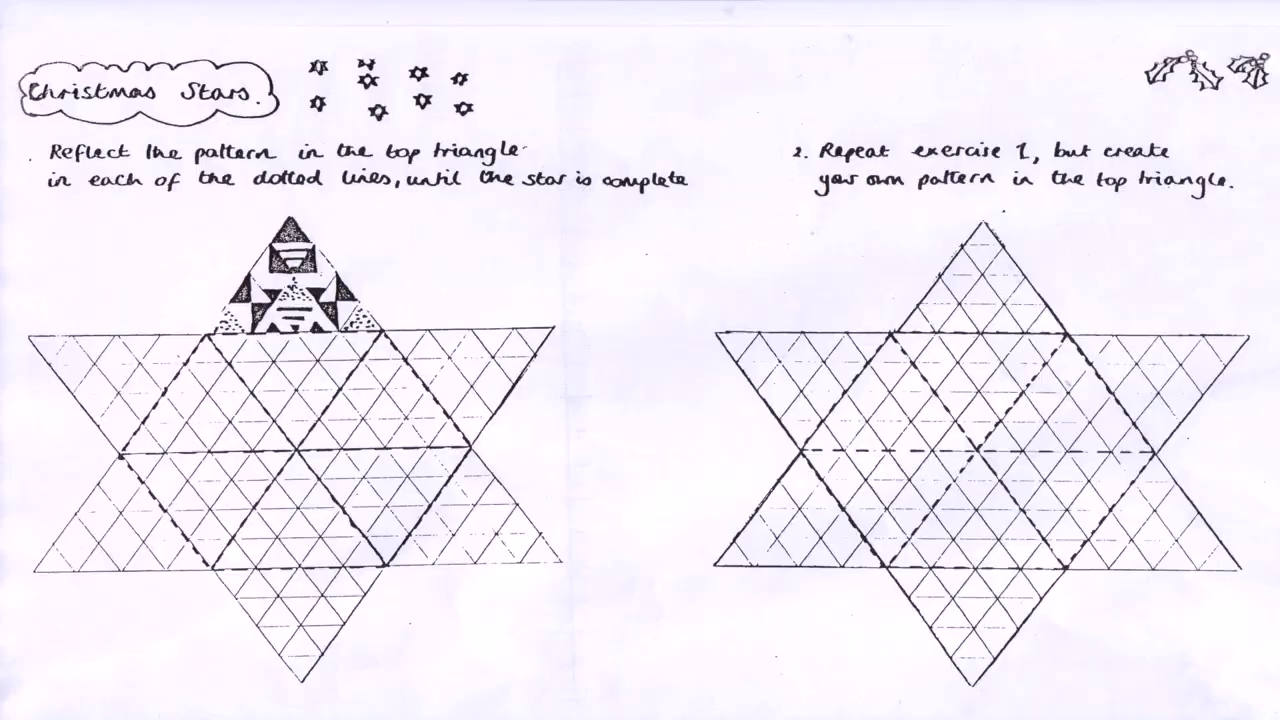 Christmas Stars.
. Reflect the pattern in the top triangle
in each of the dotted lines, until the star is complete
2. Repeat exercise 1, but create
your own pattern in the top triangle.